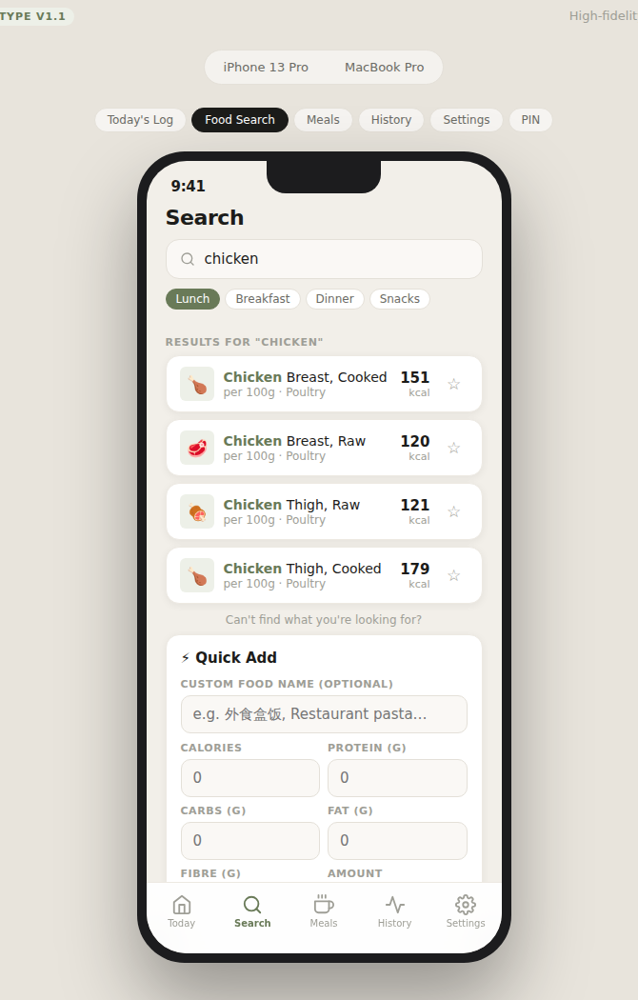 TYPE V1.1
High-fidelit
iPhone 13 Pro
MacBook Pro
Today's Log
Food Search
Meals
History
Settings
PIN
9:41
Search
chicken
Lunch
Breakfast
Dinner
Snacks
RESULTS FOR "CHICKEN"
Chicken Breast, Cooked
per 100g · Poultry
151
kcal
☆
Chicken Breast, Raw
per 100g · Poultry
120
kcal
☆
Chicken Thigh, Raw
per 100g · Poultry
121
kcal
☆
Chicken Thigh, Cooked
per 100g · Poultry
179
kcal
☆
Can't find what you're looking for?
⚡ Quick Add
CUSTOM FOOD NAME (OPTIONAL)
e.g. 外食盒饭, Restaurant pasta…
CALORIES
PROTEIN (G)
0
0
CARBS (G)
FAT (G)
0
0
FIBRE (G)
AMOUNT
Today
Search
Meals
History
Settings